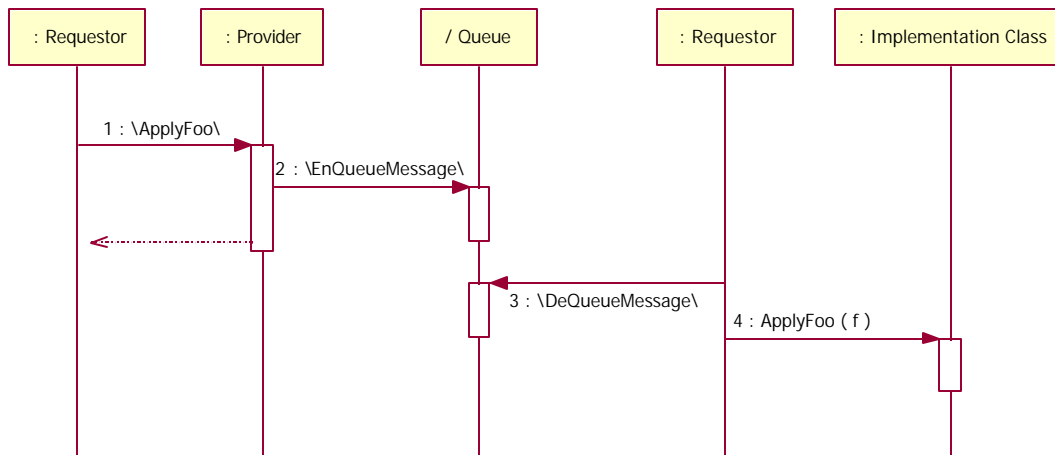 : Requestor
: Provider
/ Queue
: Requestor
: Implementation Class
1 : \ApplyFoo\
2 : \EnQueueMessage\
3 : \DeQueueMessage\
4 : ApplyFoo ( f )